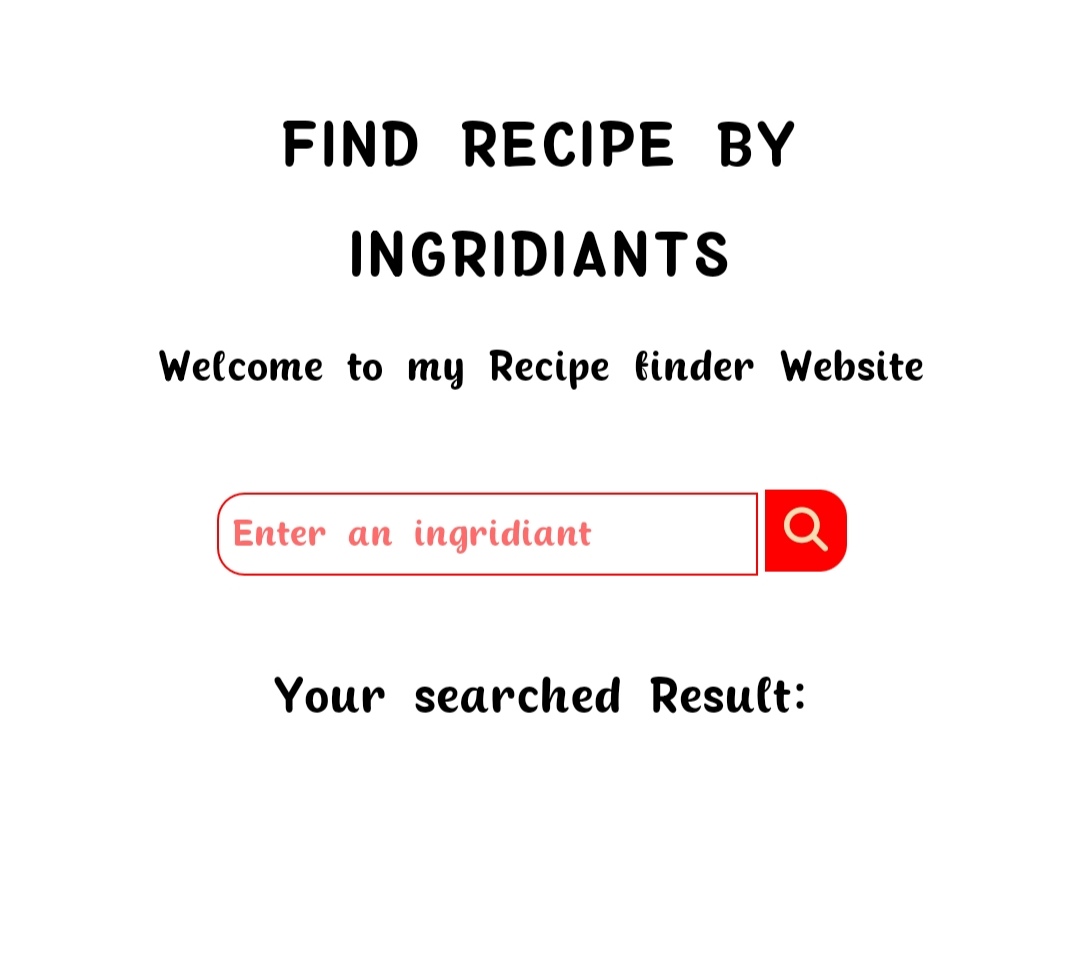 FIND RECIPE BY
INGRIDIANTS
Welcome to my Recipe finder Website
Enter an ingridiant
Your searched Result: